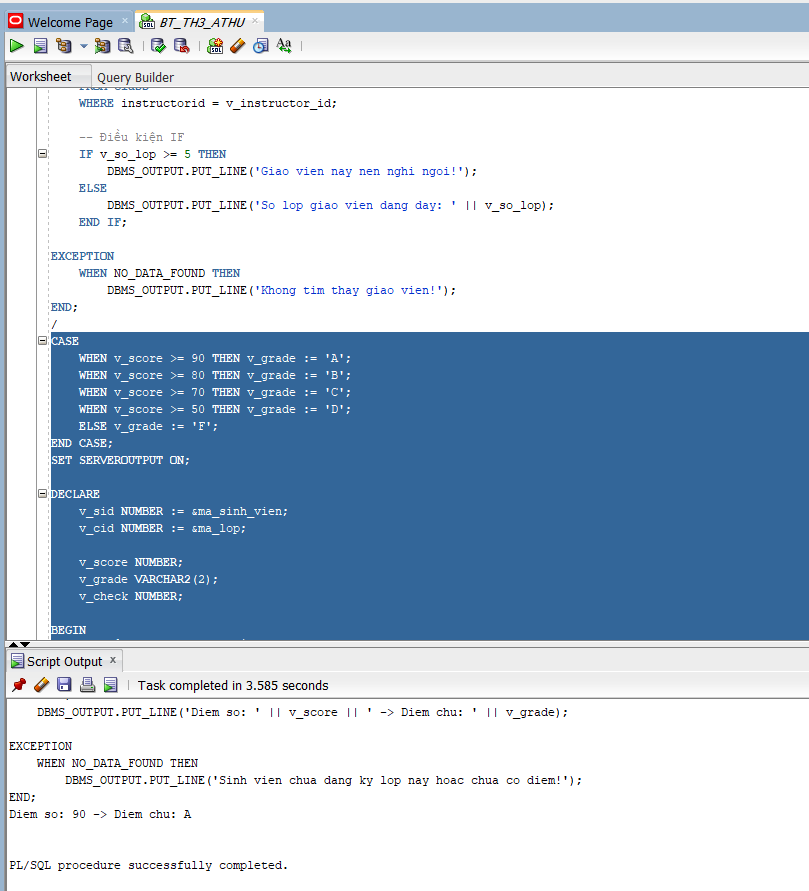 Welcome Page
BT_TH3_ATHU
SQL
Aa
Worksheet
Query Builder
WHERE instructorid = v_instructor_id;
-- Điều kiện IF
IF v_so_lop >= 5 THEN
DBMS_OUTPUT.PUT_LINE('Giao vien nay nen nghi ngoi!');
ELSE
DBMS_OUTPUT.PUT_LINE('So lop giao vien dang day: ' || v_so_lop);
END IF;
EXCEPTION
WHEN NO_DATA_FOUND THEN
DBMS_OUTPUT.PUT_LINE('Khong tim thay giao vien!');
END;
/
CASE
WHEN v_score >= 90 THEN v_grade := 'A';
WHEN v_score >= 80 THEN v_grade := 'B';
WHEN v_score >= 70 THEN v_grade := 'C';
WHEN v_score >= 50 THEN v_grade := 'D';
ELSE v_grade := 'F';
END CASE;
SET SERVEROUTPUT ON;
DECLARE
v_sid NUMBER := &ma_sinh_vien;
v_cid NUMBER := &ma_lop;
v_score NUMBER;
v_grade VARCHAR2(2);
v_check NUMBER;
BEGIN
Script Output
Task completed in 3.585 seconds
DBMS_OUTPUT.PUT_LINE('Diem so: ' || v_score || ' -> Diem chu: ' || v_grade);
EXCEPTION
WHEN NO_DATA_FOUND THEN
DBMS_OUTPUT.PUT_LINE('Sinh vien chua dang ky lop nay hoac chua co diem!');
END;
Diem so: 90 -> Diem chu: A
PL/SQL procedure successfully completed.